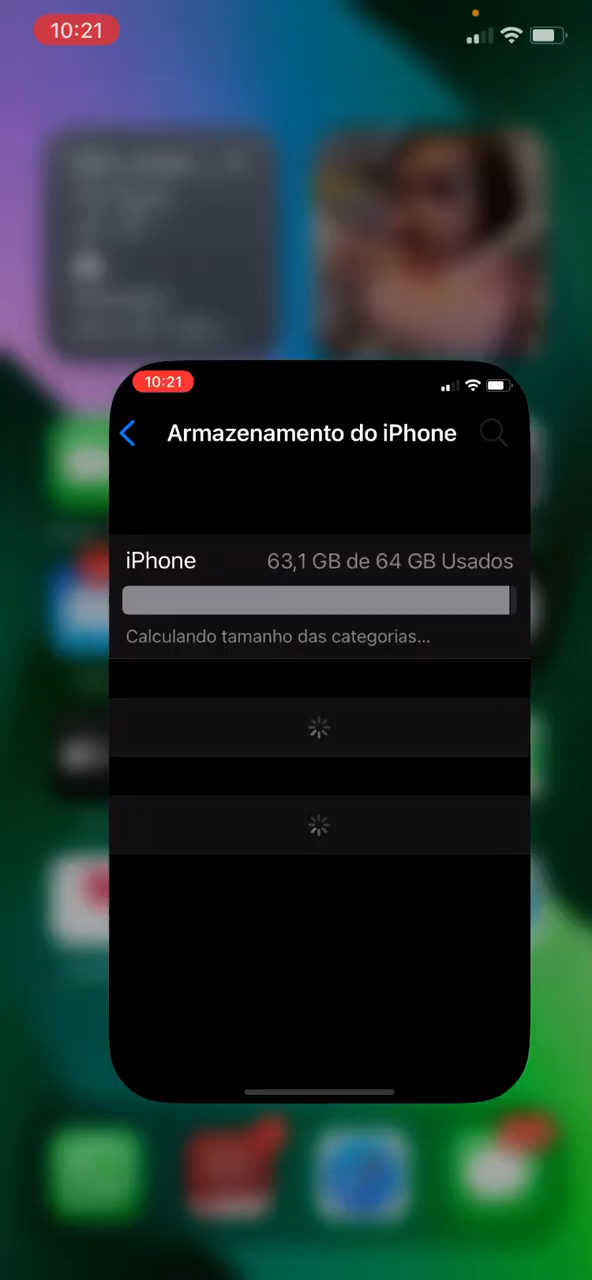 10:21
10:21
Armazenamento do iPhone
iPhone 63,1 GB de 64 GB Usados
Calculando tamanho das categorias...